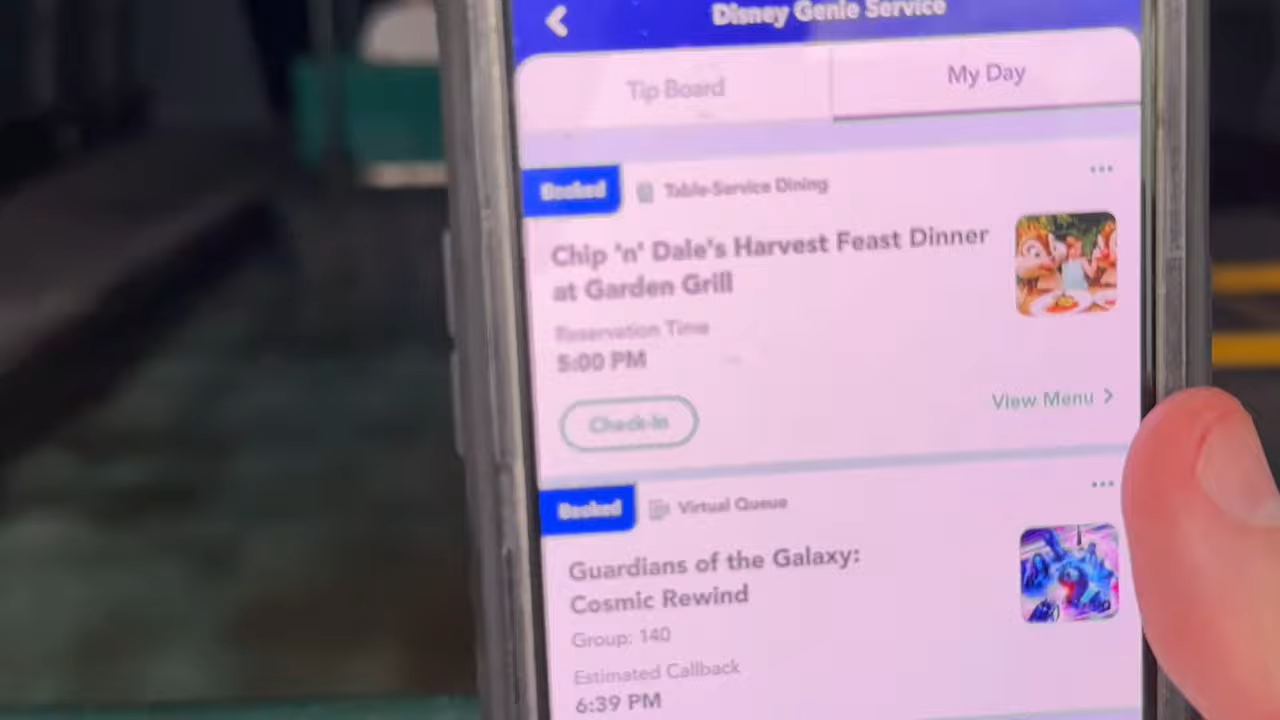 Disney Genie Service
Tip Board
My Day
Booked
Table-Service Dining
Chip 'n' Dale's Harvest Feast Dinner
at Garden Grill
Reservation Time
5:00 PM
Check-In
View Menu
Booked
Virtual Queue
Guardians of the Galaxy:
Cosmic Rewind
Group: 140
Estimated Callback
6:39 PM